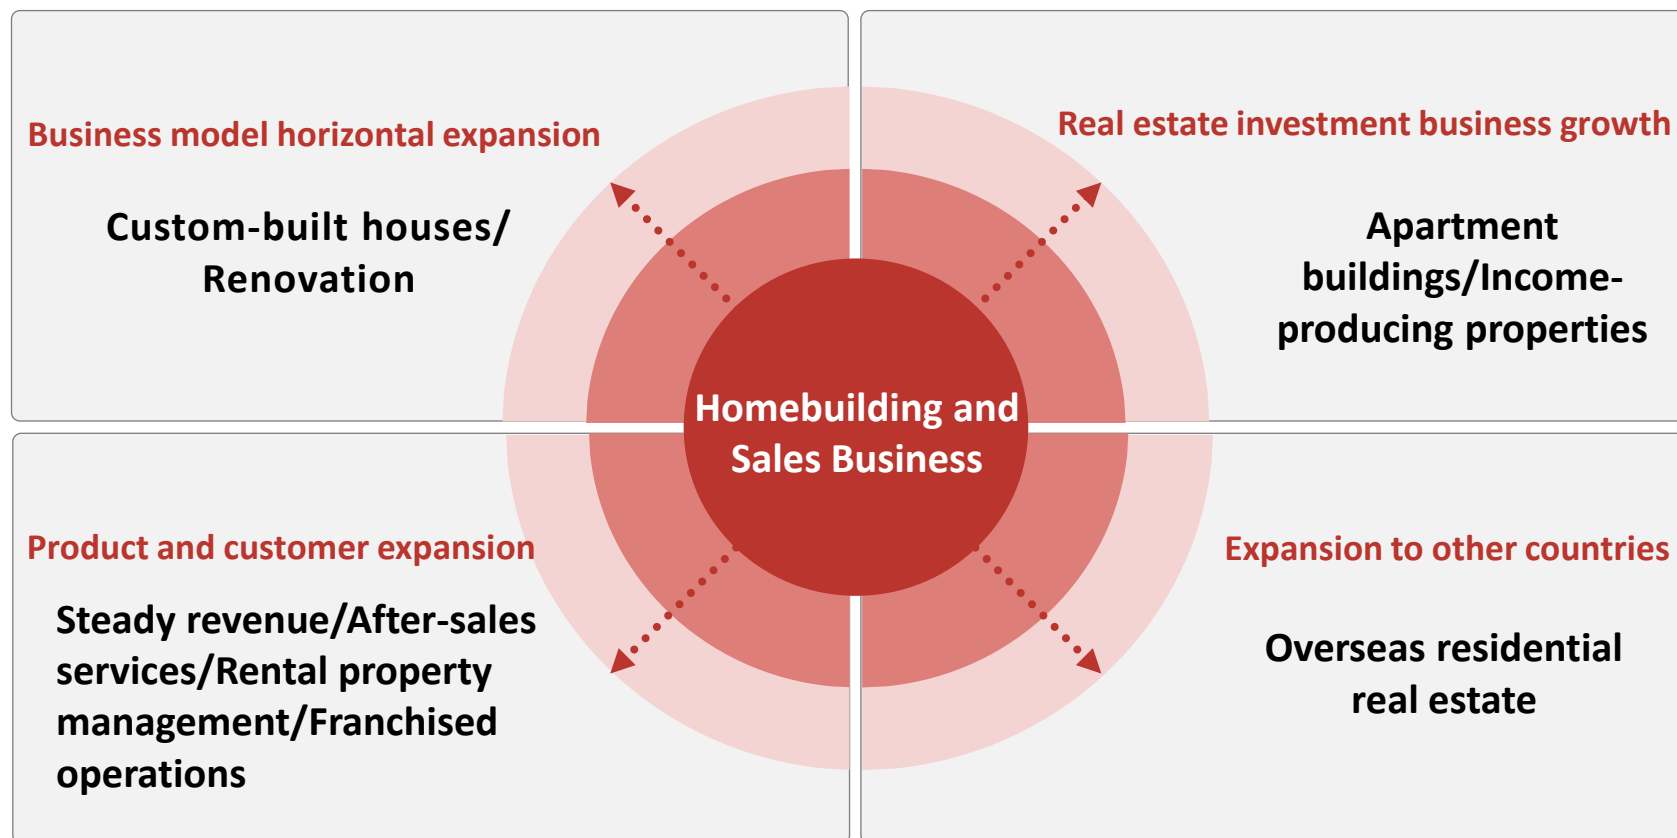 Business model horizontal expansion
Custom-built houses/
Renovation
Real estate investment business growth
Apartment
buildings/Income-
producing properties
Homebuilding and
Sales Business
Product and customer expansion
Steady revenue/After-sales
services/Rental property
management/Franchised
operations
Expansion to other countries
Overseas residential
real estate